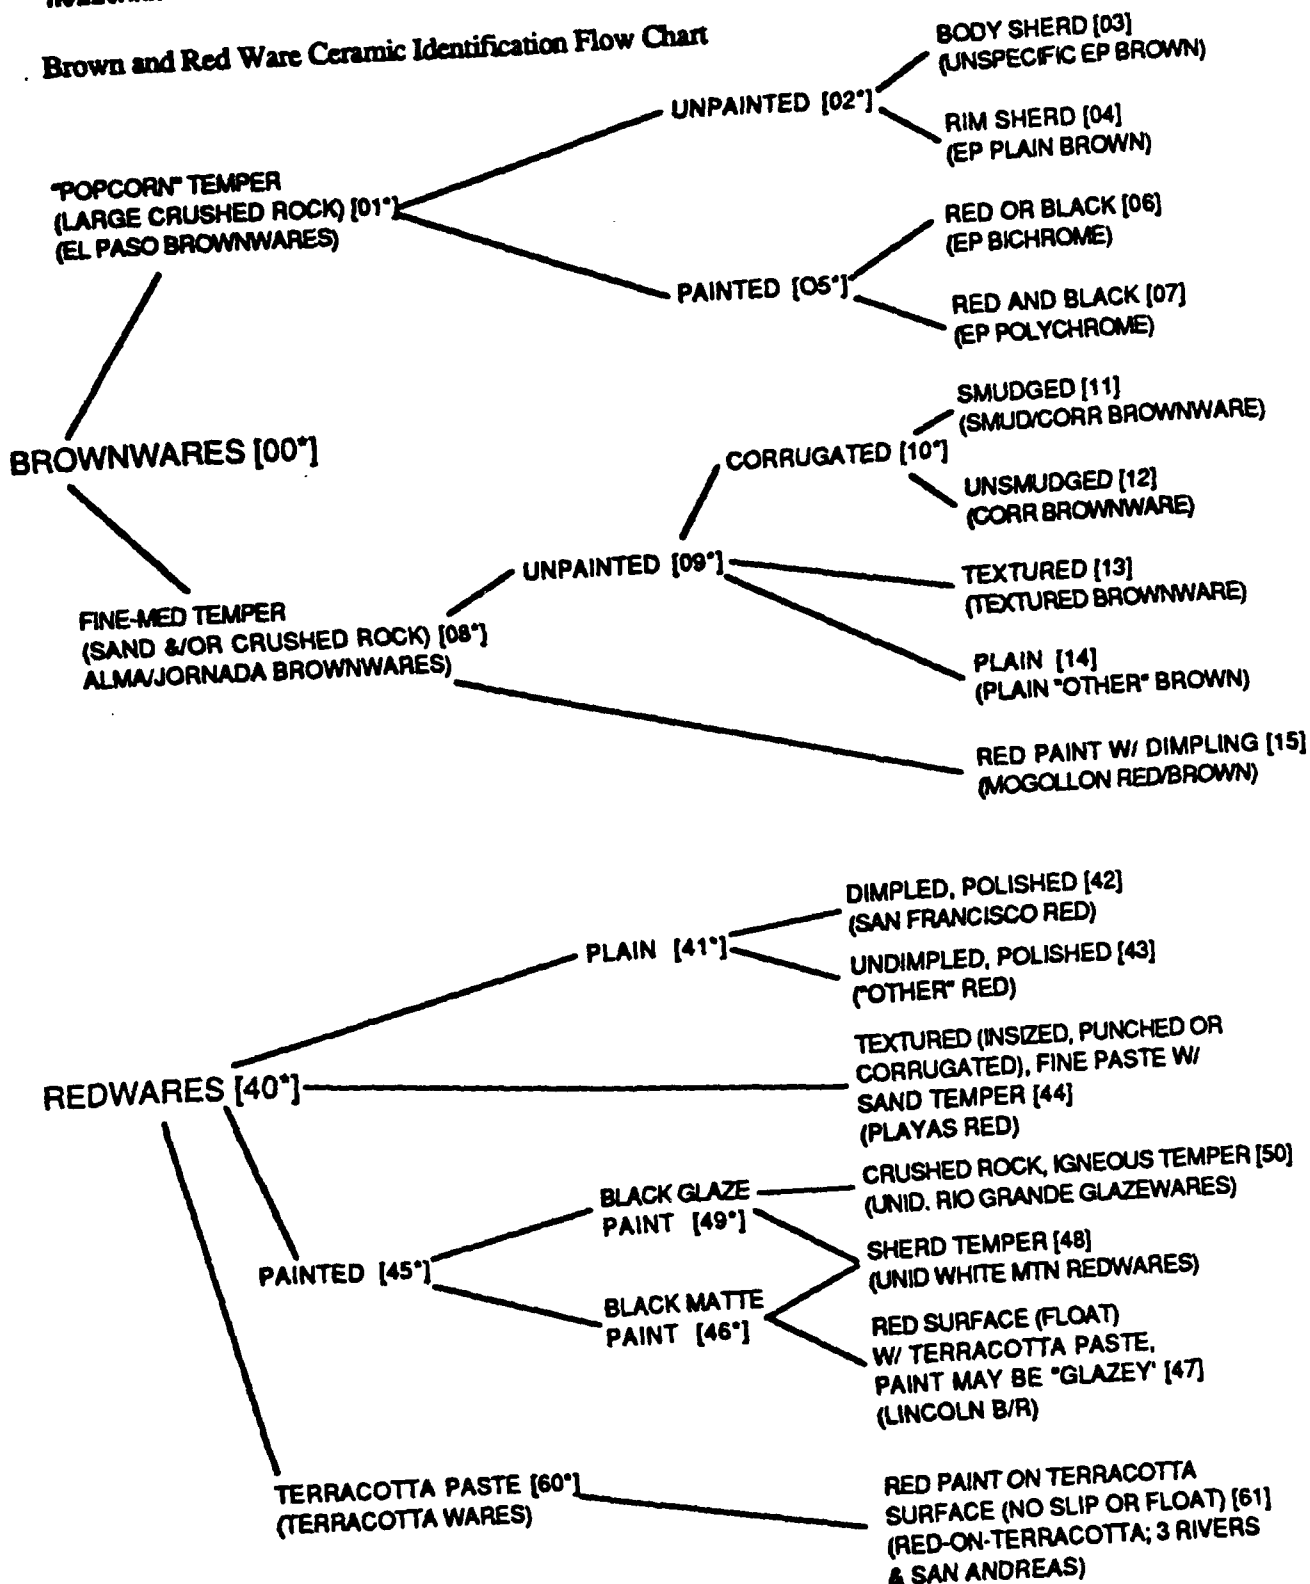 Brown and Red Ware Ceramic Identification Flow Chart
BODY SHERD [03]
(UNSPECIFIC EP BROWN)
UNPAINTED [02*]
RIM SHERD [04]
(EP PLAIN BROWN)
"POPCORN" TEMPER
(LARGE CRUSHED ROCK) [01*]
(EL PASO BROWNWARES)
RED OR BLACK [06]
(EP BICHROME)
PAINTED [O5*]
RED AND BLACK [07]
(EP POLYCHROME)
BROWNWARES [00*]
SMUDGED [11]
(SMUD/CORR BROWNWARE)
CORRUGATED [10*]
UNSMUDGED [12]
(CORR BROWNWARE)
UNPAINTED [09*]
TEXTURED [13]
(TEXTURED BROWNWARE)
FINE-MED TEMPER
(SAND &/OR CRUSHED ROCK) [08*]
ALMA/JORNADA BROWNWARES)
PLAIN [14]
(PLAIN "OTHER" BROWN)
RED PAINT W/ DIMPLING [15]
(MOGOLLON RED/BROWN)
DIMPLED, POLISHED [42]
(SAN FRANCISCO RED)
PLAIN [41*]
UNDIMPLED, POLISHED [43]
("OTHER" RED)
REDWARES [40*]
TEXTURED (INSIZED, PUNCHED OR
CORRUGATED), FINE PASTE W/
SAND TEMPER [44]
(PLAYAS RED)
BLACK GLAZE
PAINT [49*]
CRUSHED ROCK, IGNEOUS TEMPER [50]
(UNID. RIO GRANDE GLAZEWARES)
PAINTED [45*]
SHERD TEMPER [48]
(UNID WHITE MTN REDWARES)
BLACK MATTE
PAINT [46*]
RED SURFACE (FLOAT)
W/ TERRACOTTA PASTE,
PAINT MAY BE "GLAZEY' [47]
(LINCOLN B/R)
TERRACOTTA PASTE [60*]
(TERRACOTTA WARES)
RED PAINT ON TERRACOTTA
SURFACE (NO SLIP OR FLOAT) [61]
(RED-ON-TERRACOTTA; 3 RIVERS
& SAN ANDREAS)